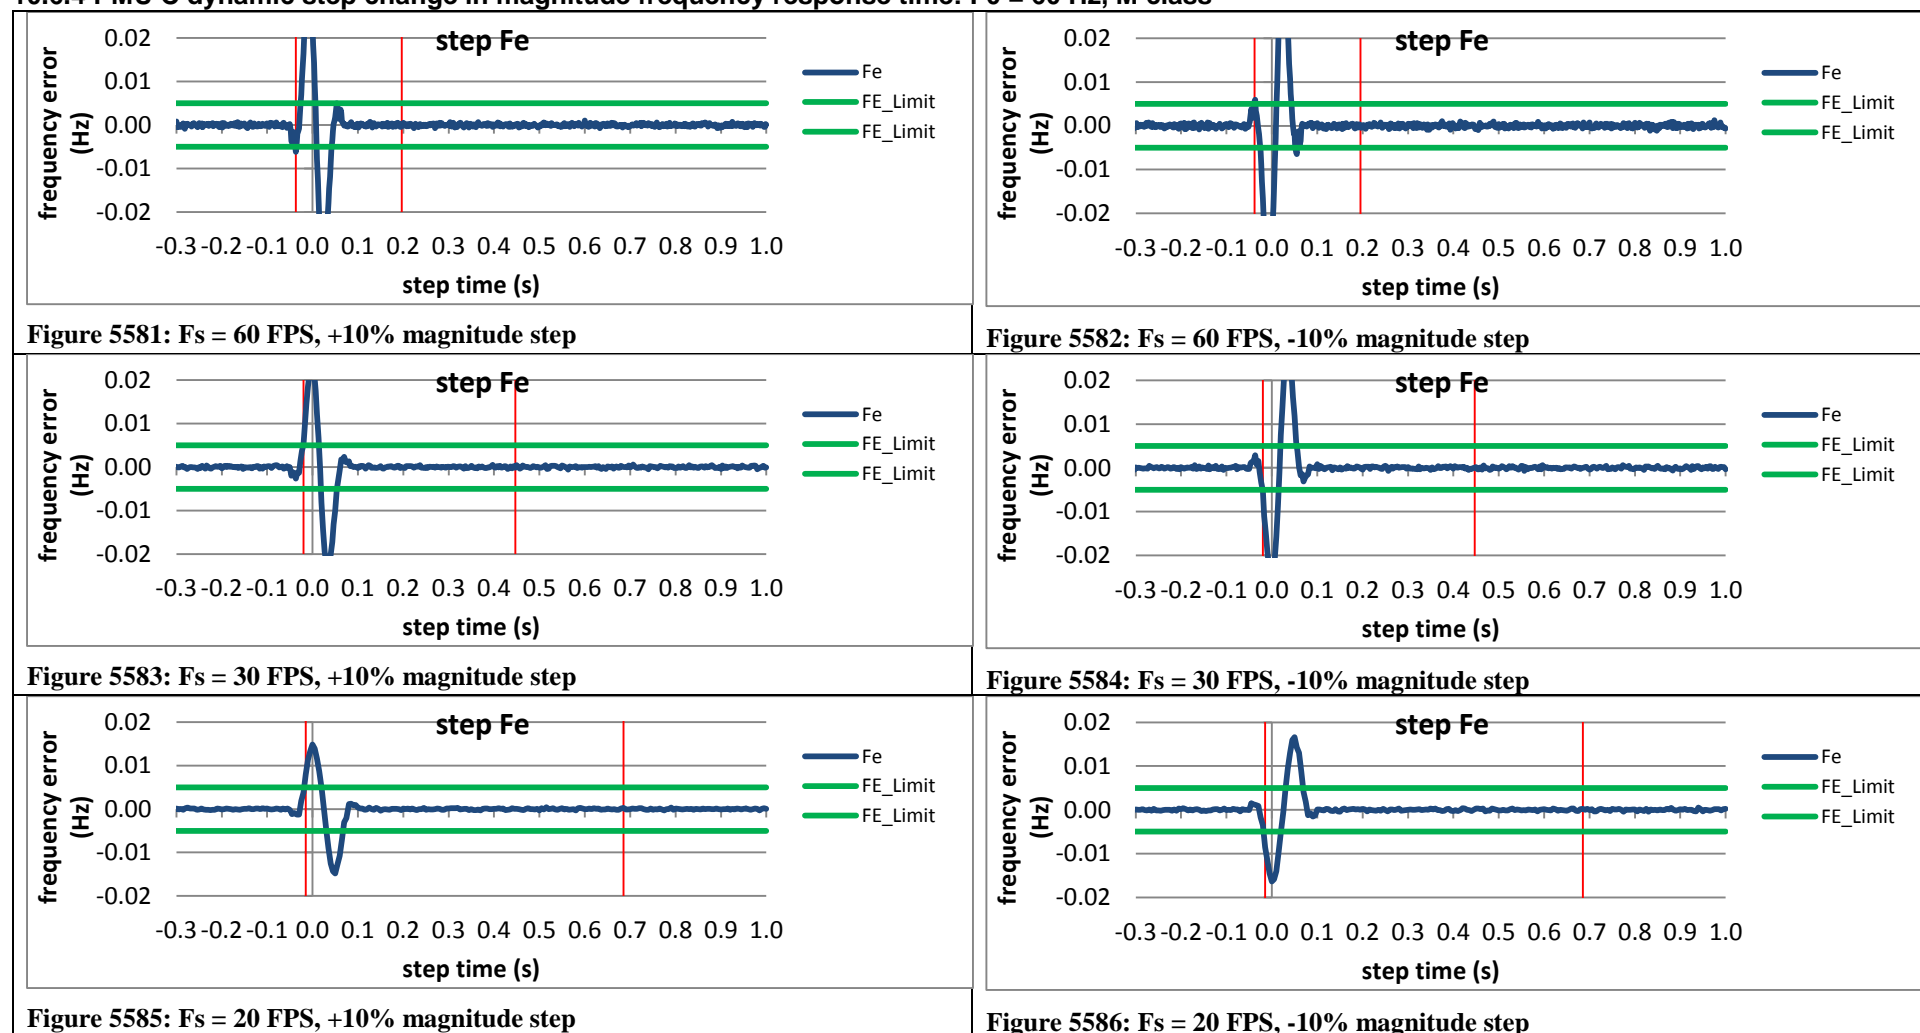 step Fe
0.02
0.01
0.00
-0.01
-0.02
frequency error
(Hz)
-0.3 -0.2 -0.1 0.0 0.1 0.2 0.3 0.4 0.5 0.6 0.7 0.8 0.9 1.0
step time (s)
Fe
FE_Limit
FE_Limit
Figure 5581: Fs = 60 FPS, +10% magnitude step
step Fe
0.02
0.01
0.00
-0.01
-0.02
frequency error
(Hz)
-0.3 -0.2 -0.1 0.0 0.1 0.2 0.3 0.4 0.5 0.6 0.7 0.8 0.9 1.0
step time (s)
Fe
FE_Limit
FE_Limit
Figure 5582: Fs = 60 FPS, -10% magnitude step
step Fe
0.02
0.01
0.00
-0.01
-0.02
frequency error
(Hz)
-0.3 -0.2 -0.1 0.0 0.1 0.2 0.3 0.4 0.5 0.6 0.7 0.8 0.9 1.0
step time (s)
Fe
FE_Limit
FE_Limit
Figure 5583: Fs = 30 FPS, +10% magnitude step
step Fe
0.02
0.01
0.00
-0.01
-0.02
frequency error
(Hz)
-0.3 -0.2 -0.1 0.0 0.1 0.2 0.3 0.4 0.5 0.6 0.7 0.8 0.9 1.0
step time (s)
Fe
FE_Limit
FE_Limit
Figure 5584: Fs = 30 FPS, -10% magnitude step
step Fe
0.02
0.01
0.00
-0.01
-0.02
frequency error
(Hz)
-0.3 -0.2 -0.1 0.0 0.1 0.2 0.3 0.4 0.5 0.6 0.7 0.8 0.9 1.0
step time (s)
Fe
FE_Limit
FE_Limit
Figure 5585: Fs = 20 FPS, +10% magnitude step
step Fe
0.02
0.01
0.00
-0.01
-0.02
frequency error
(Hz)
-0.3 -0.2 -0.1 0.0 0.1 0.2 0.3 0.4 0.5 0.6 0.7 0.8 0.9 1.0
step time (s)
Fe
FE_Limit
FE_Limit
Figure 5586: Fs = 20 FPS, -10% magnitude step